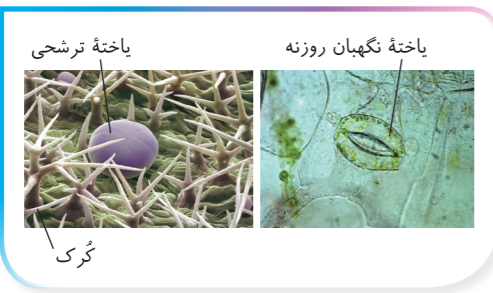 یاختهٔ نگهبان روزنه
یاختهٔ ترشحی
کُرک